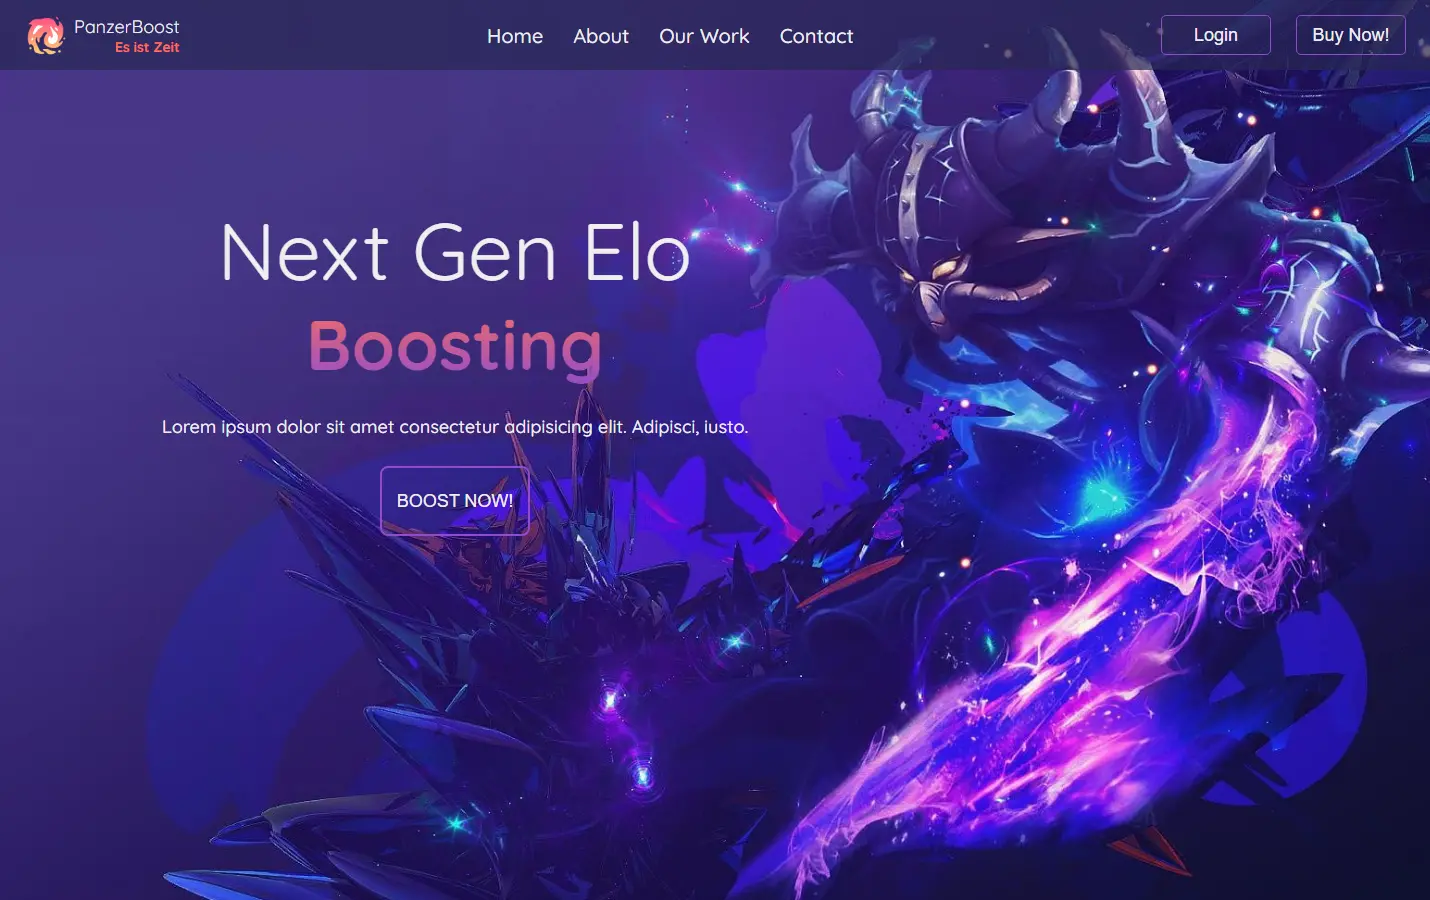 PanzerBoost
Es ist Zeit
Home
About
Our Work
Contact
Login
Buy Now!
Next Gen Elo
Boosting
Lorem ipsum dolor sit amet consectetur adipisicing elit. Adipisci, iusto.
BOOST NOW!